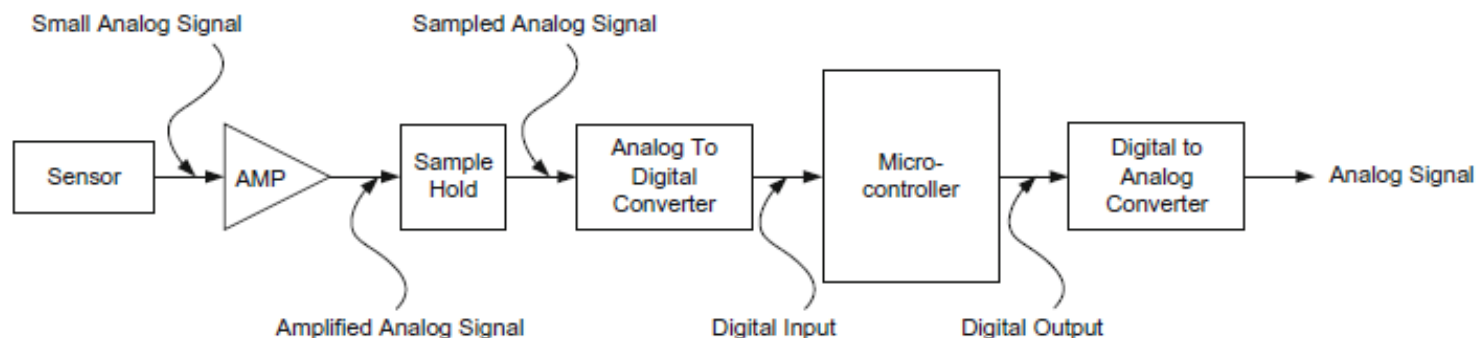 Small Analog Signal
Sampled Analog Signal
Sensor
AMP
Sample
Hold
Analog To
Digital
Converter
Micro-
controller
Digital to
Analog
Converter
Analog Signal
Amplified Analog Signal
Digital Input
Digital Output